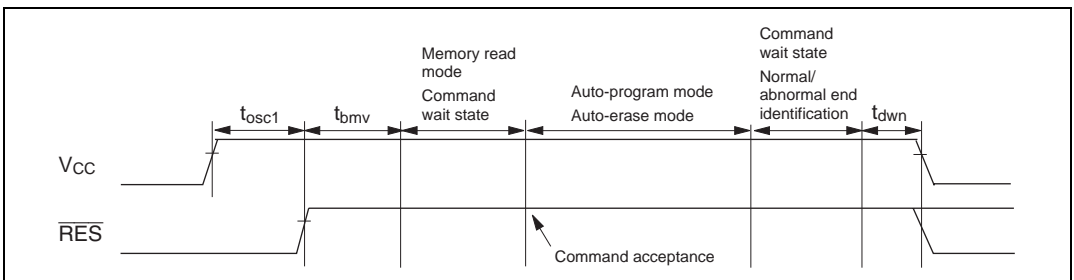 Command
wait state
Memory read
mode
Normal/
abnormal end
identification
Auto-program mode
Command
wait state
Auto-erase mode
tosc1
tbmv
tdwn
VCC
RES
Command acceptance